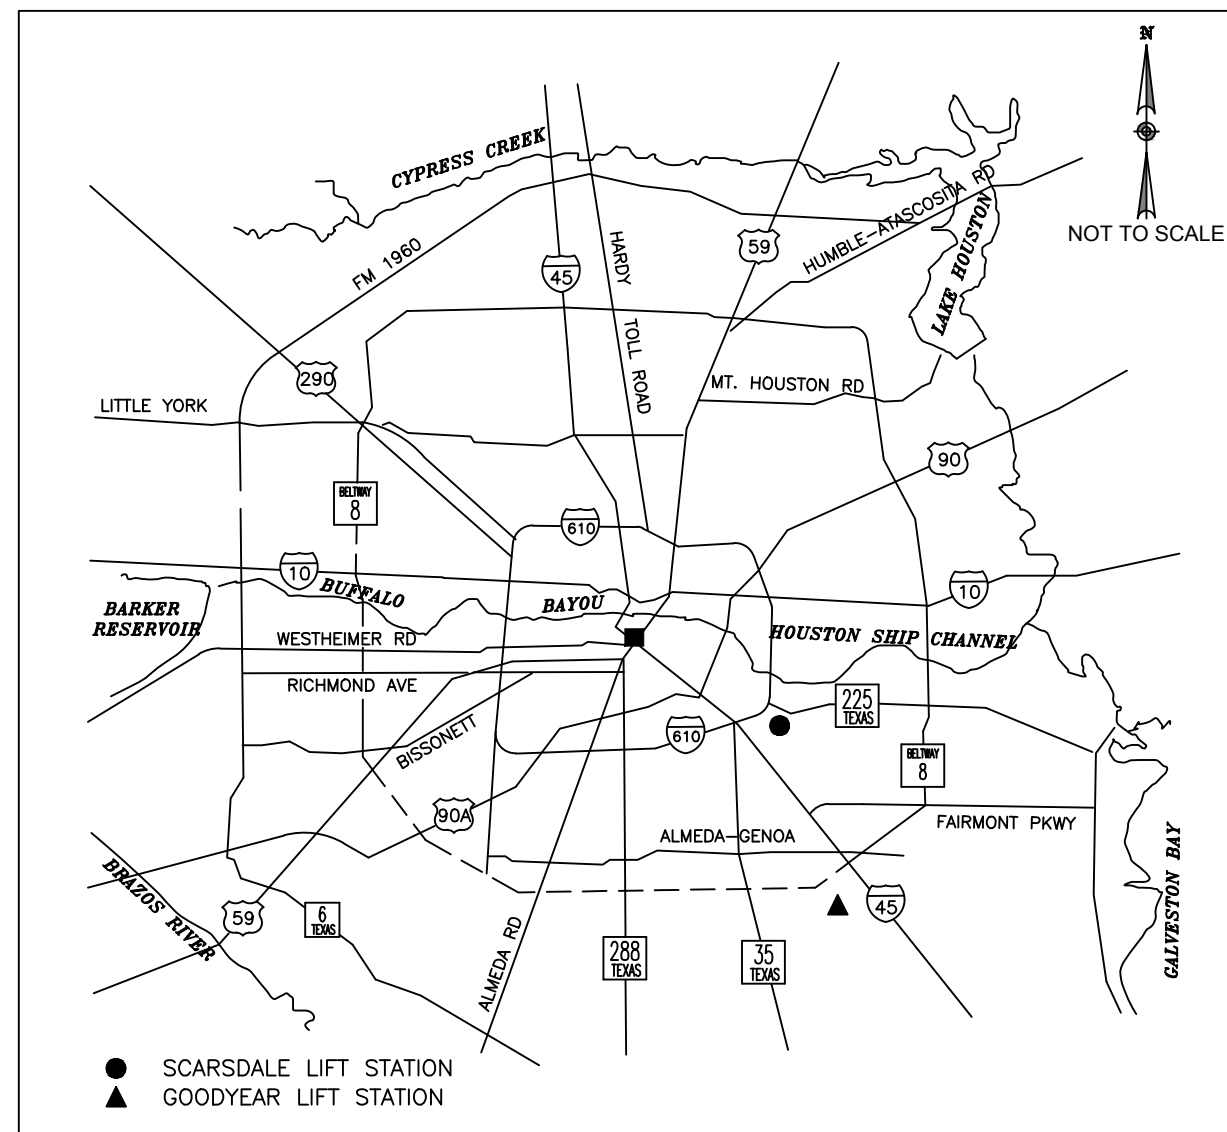 N
NOT TO SCALE
CYPRESS CREEK
FM 1960
45
HARDY
TOLL ROAD
59
HUMBLE-ATASCOSITA RD
LAKE HOUSTON
290
MT. HOUSTON RD
LITTLE YORK
90
BELTWAY
8
610
10
BUFFALO
BAYOU
10
BARKER
RESERVOIR
WESTHEIMER RD
HOUSTON SHIP CHANNEL
RICHMOND AVE
225
TEXAS
BISSONETT
610
BELTWAY
8
90A
ALMEDA-GENOA
FAIRMONT PKWY
BRAZOS RIVER
59
6
TEXAS
ALMEDA RD
288
TEXAS
35
TEXAS
45
GALVESTON BAY
SCARSDALE LIFT STATION
GOODYEAR LIFT STATION